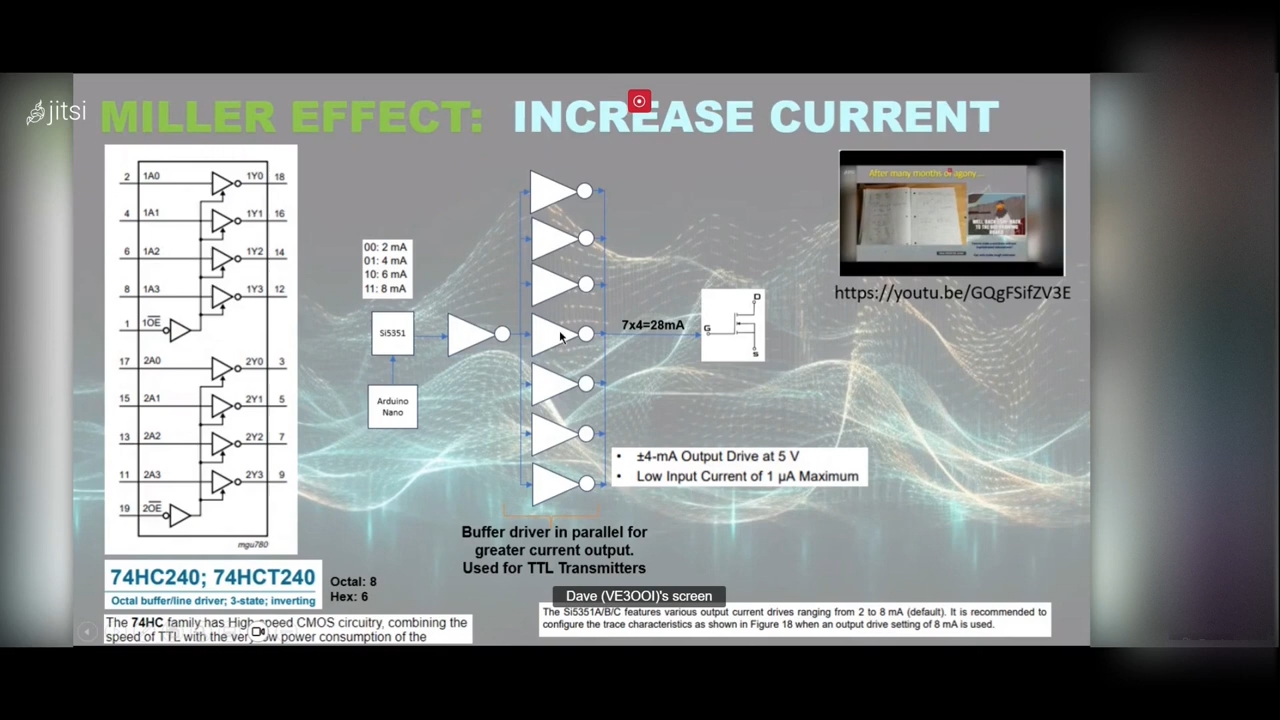 jitsi
MILLER EFFECT: INCREASE CURRENT
2 1A0 1Y0 18
4 1A1 1Y1 16
6 1A2 1Y2 14
8 1A3 1Y3 12
1 1OE
17 2A0 2Y0 3
15 2A1 2Y1 5
13 2A2 2Y2 7
11 2A3 2Y3 9
19 2OE
mgu780
74HC240; 74HCT240
Octal buffer/line driver; 3-state; inverting
Octal: 8
Hex: 6
The 74HC family has High speed CMOS circuitry, combining the
speed of TTL with the very low power consumption of the
00: 2 mA
01: 4 mA
10: 6 mA
11: 8 mA
Si5351
Arduino
Nano
7x4=28mA
D
G
S
• ±4-mA Output Drive at 5 V
• Low Input Current of 1 µA Maximum
Buffer driver in parallel for
greater current output.
Used for TTL Transmitters
Dave (VE3OOI)'s screen
The Si5351A/B/C features various output current drives ranging from 2 to 8 mA (default). It is recommended to
configure the trace characteristics as shown in Figure 18 when an output drive setting of 8 mA is used.
After many months of agony...
https://youtu.be/GQgFSifZV3E